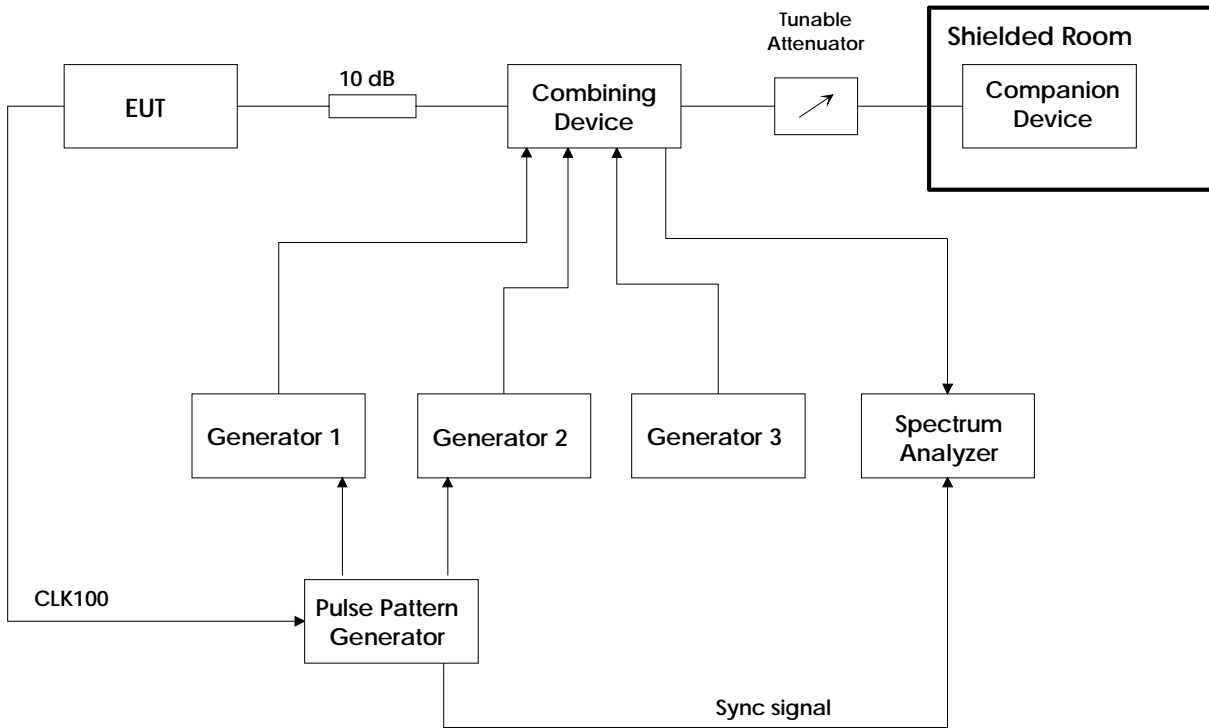 Tunable
Attenuator
Shielded Room
10 dB
EUT
Combining
Device
Companion
Device
Generator 1
Generator 2
Generator 3
Spectrum
Analyzer
CLK100
Pulse Pattern
Generator
Sync signal